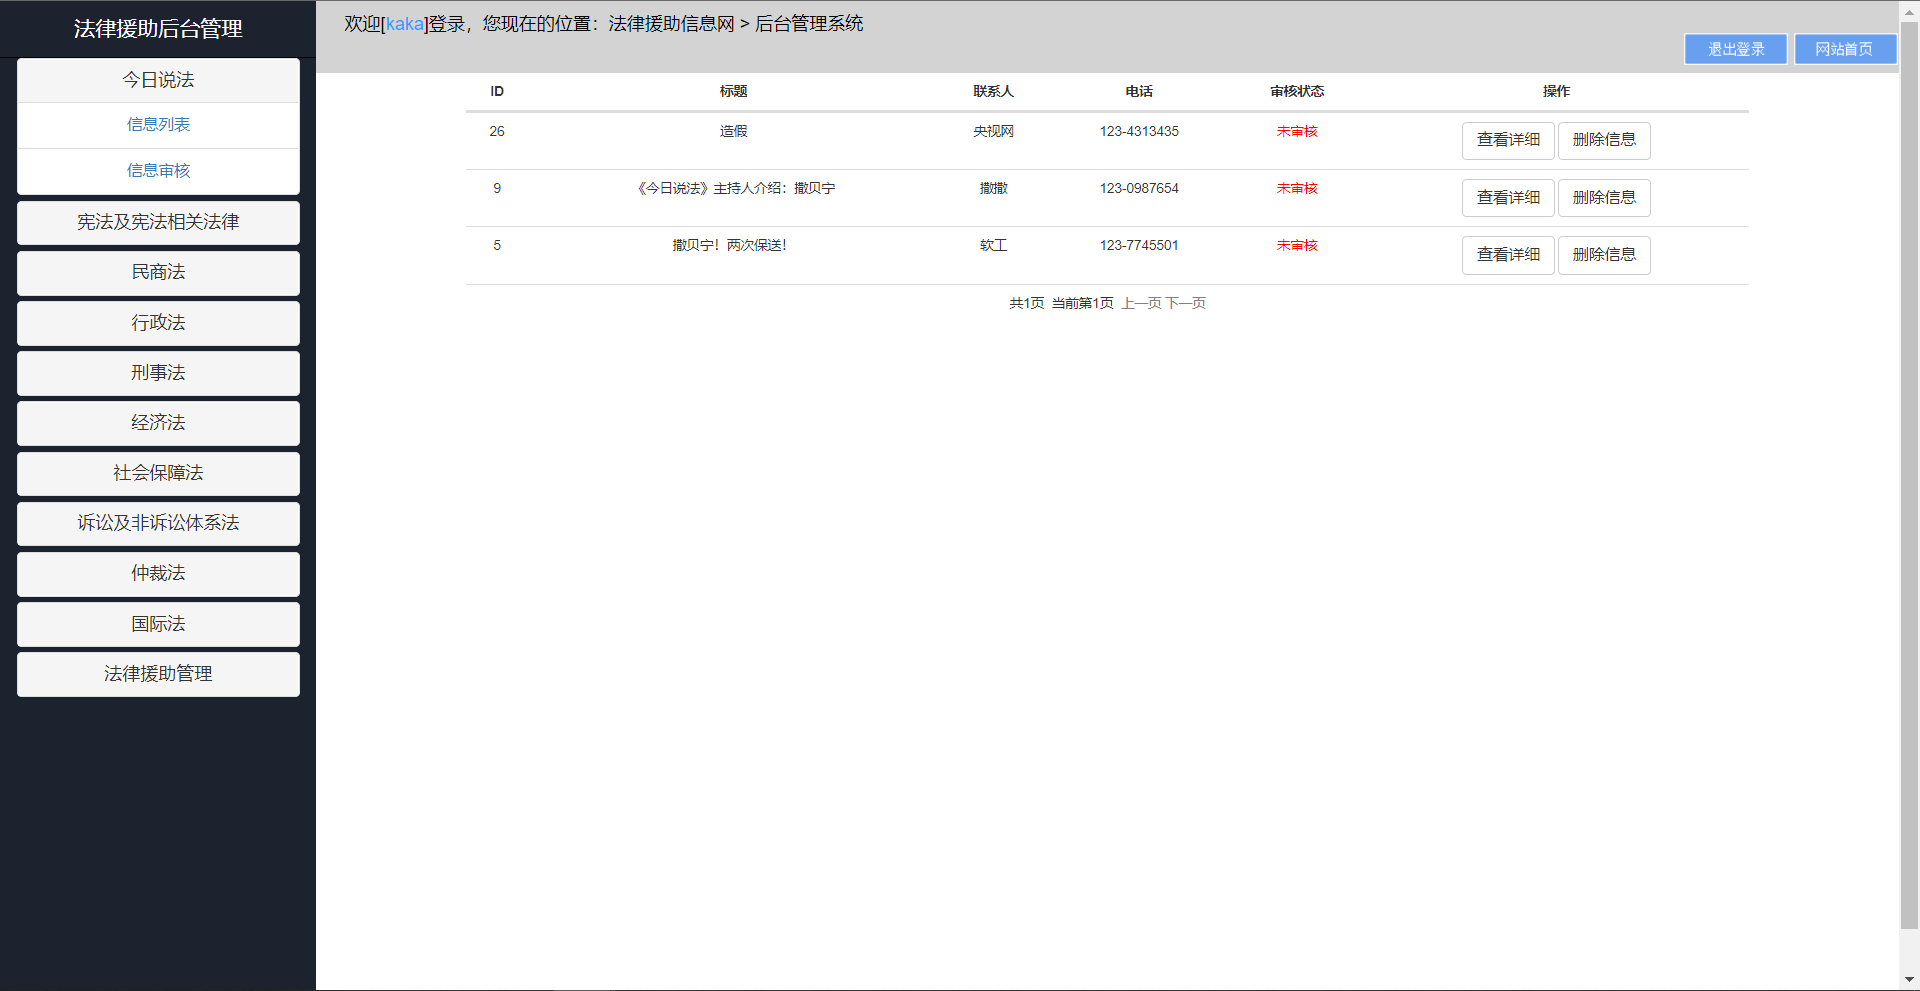 法律援助后台管理
今日说法
信息列表
信息审核
宪法及宪法相关法律
民商法
行政法
刑事法
经济法
社会保障法
诉讼及非诉讼体系法
仲裁法
国际法
法律援助管理
欢迎[kaka]登录，您现在的位置：法律援助信息网 > 后台管理系统
退出登录 网站首页
ID 标题 联系人 电话 审核状态 操作
26 造假 央视网 123-4313435 未审核 查看详细 删除信息
9 《今日说法》主持人介绍：撒贝宁 撒撒 123-0987654 未审核 查看详细 删除信息
5 撒贝宁！两次保送！ 软工 123-7745501 未审核 查看详细 删除信息
共1页 当前第1页 上一页 下一页